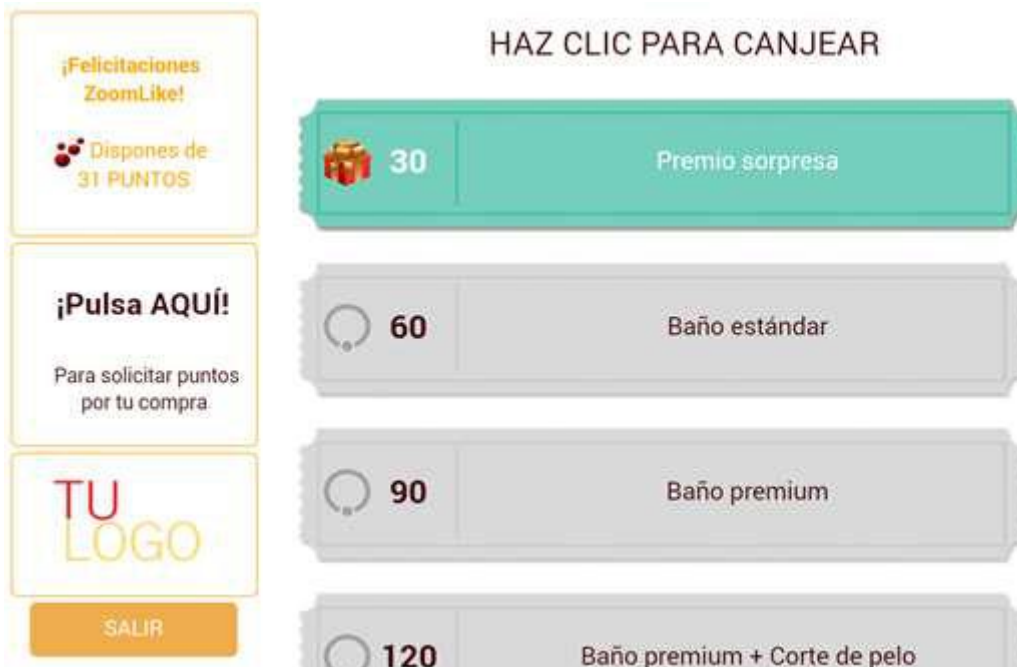 ¡Felicitaciones
ZoomLike!
Dispones de
31 PUNTOS
¡Pulsa AQUÍ!
Para solicitar puntos
por tu compra
TU
LOGO
SALIR
HAZ CLIC PARA CANJEAR
30 Premio sorpresa
60 Baño estándar
90 Baño premium
120 Baño premium + Corte de pelo